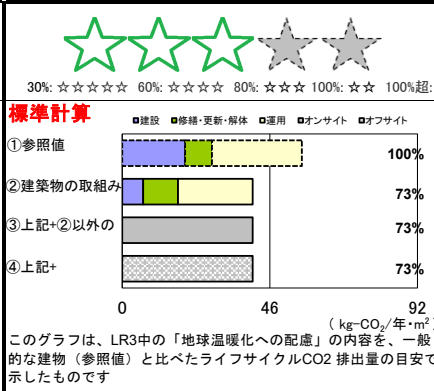 30%: ☆☆☆☆☆ 60%: ☆☆☆☆ 80%: ☆☆☆ 100%: ☆☆ 100%超:
標準計算
■建設 ■修繕・更新・解体 □運用 ■オンサイト □オフサイト
①参照値 100%
②建築物の取組み 73%
③上記+②以外の 73%
④上記+ 73%
0 46 92
( kg-CO2/年・m2 )
このグラフは、LR3中の「地球温暖化への配慮」の内容を、一般
的な建物（参照値）と比べたライフサイクルCO2 排出量の目安で
示したものです